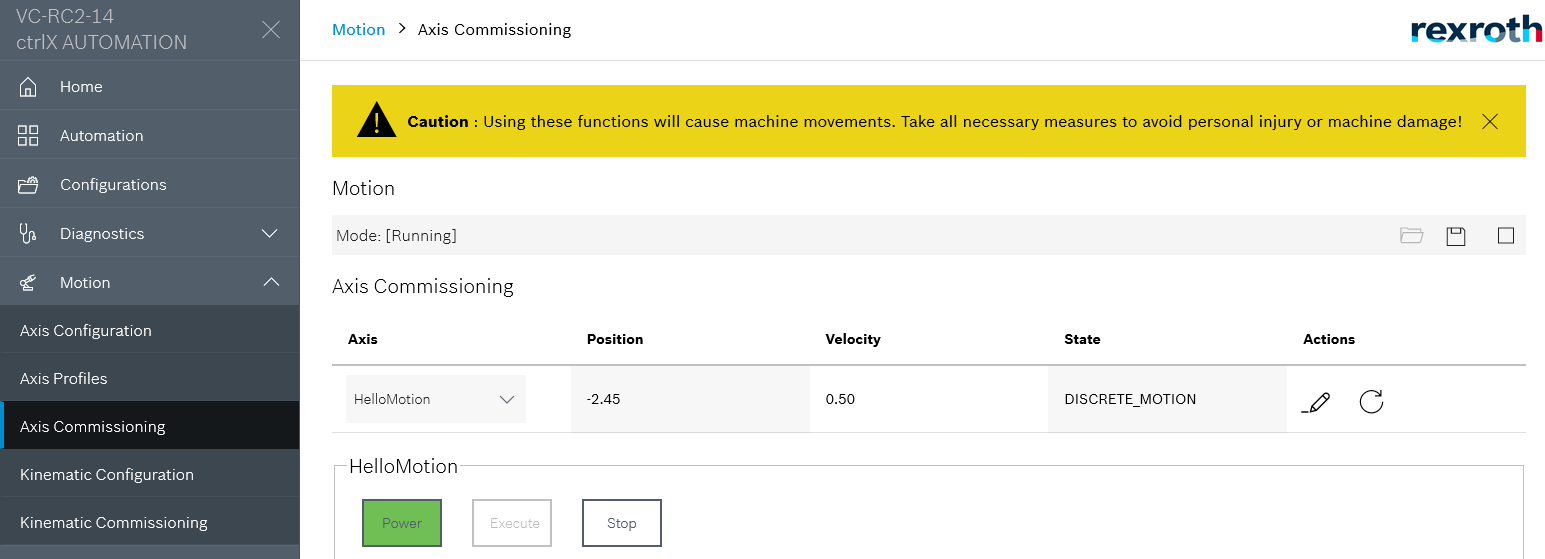 VC-RC2-14
ctrlX AUTOMATION
Home
Automation
Configurations
Diagnostics
Motion
Axis Configuration
Axis Profiles
Axis Commissioning
Kinematic Configuration
Kinematic Commissioning
Motion > Axis Commissioning
rexroth
Caution : Using these functions will cause machine movements. Take all necessary measures to avoid personal injury or machine damage!
Motion
Mode: [Running]
Axis Commissioning
Axis Position Velocity State Actions
HelloMotion -2.45 0.50 DISCRETE_MOTION
HelloMotion
Power Execute Stop